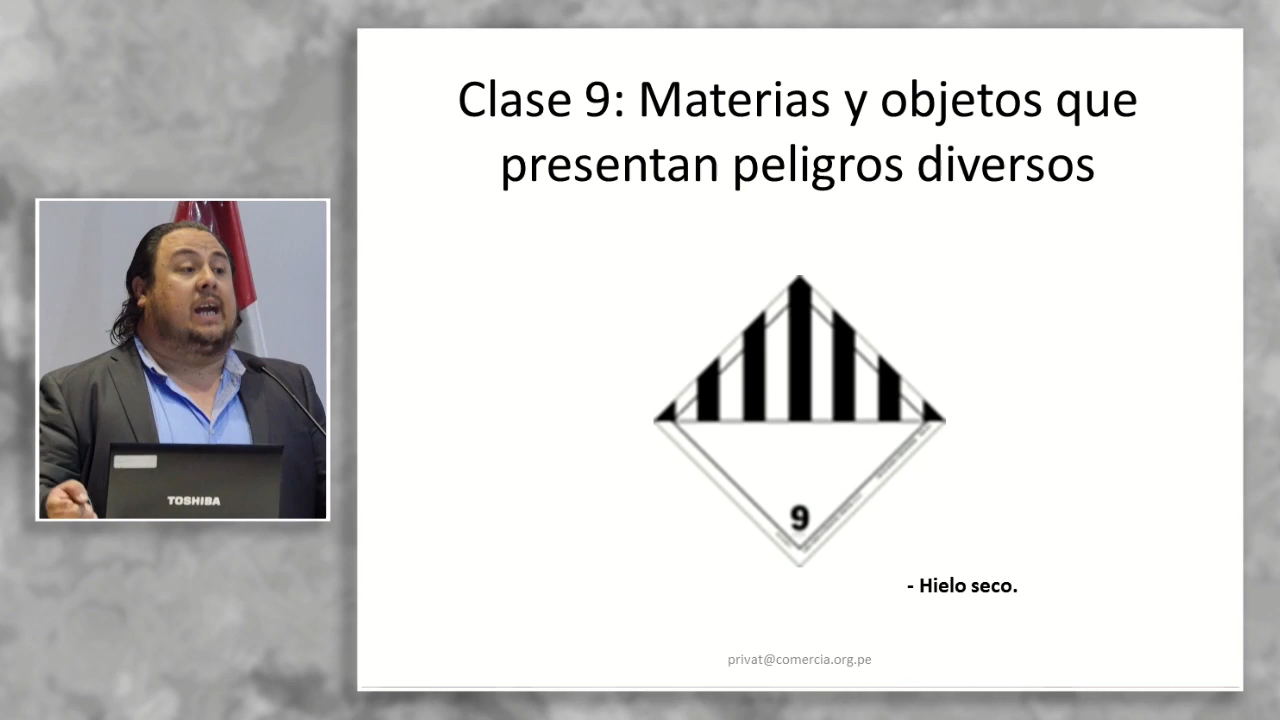 Clase 9: Materias y objetos que
presentan peligros diversos
9
- Hielo seco.
privat@comercia.org.pe
TOSHIBA